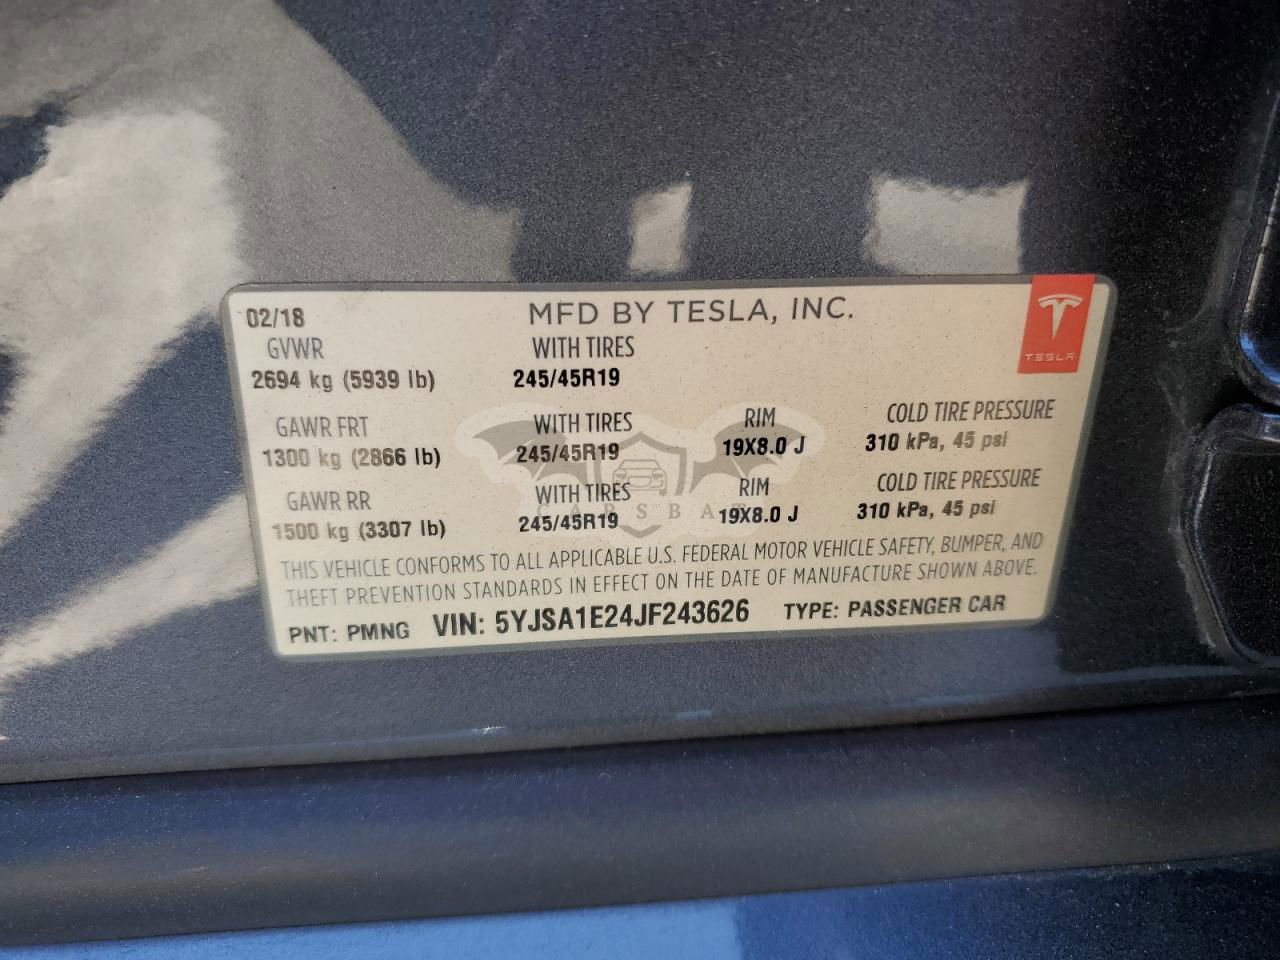 02/18 MFD BY TESLA, INC.
TESLA
GVWR WITH TIRES
2694 kg (5939 lb) 245/45R19
GAWR FRT WITH TIRES RIM COLD TIRE PRESSURE
1300 kg (2866 lb) 245/45R19 19X8.0 J 310 kPa, 45 psi
GAWR RR WITH TIRES RIM COLD TIRE PRESSURE
1500 kg (3307 lb) 245/45R19 19X8.0 J 310 kPa, 45 psi
CARSBAT
THIS VEHICLE CONFORMS TO ALL APPLICABLE U.S. FEDERAL MOTOR VEHICLE SAFETY, BUMPER, AND
THEFT PREVENTION STANDARDS IN EFFECT ON THE DATE OF MANUFACTURE SHOWN ABOVE.
PNT: PMNG VIN: 5YJSA1E24JF243626 TYPE: PASSENGER CAR